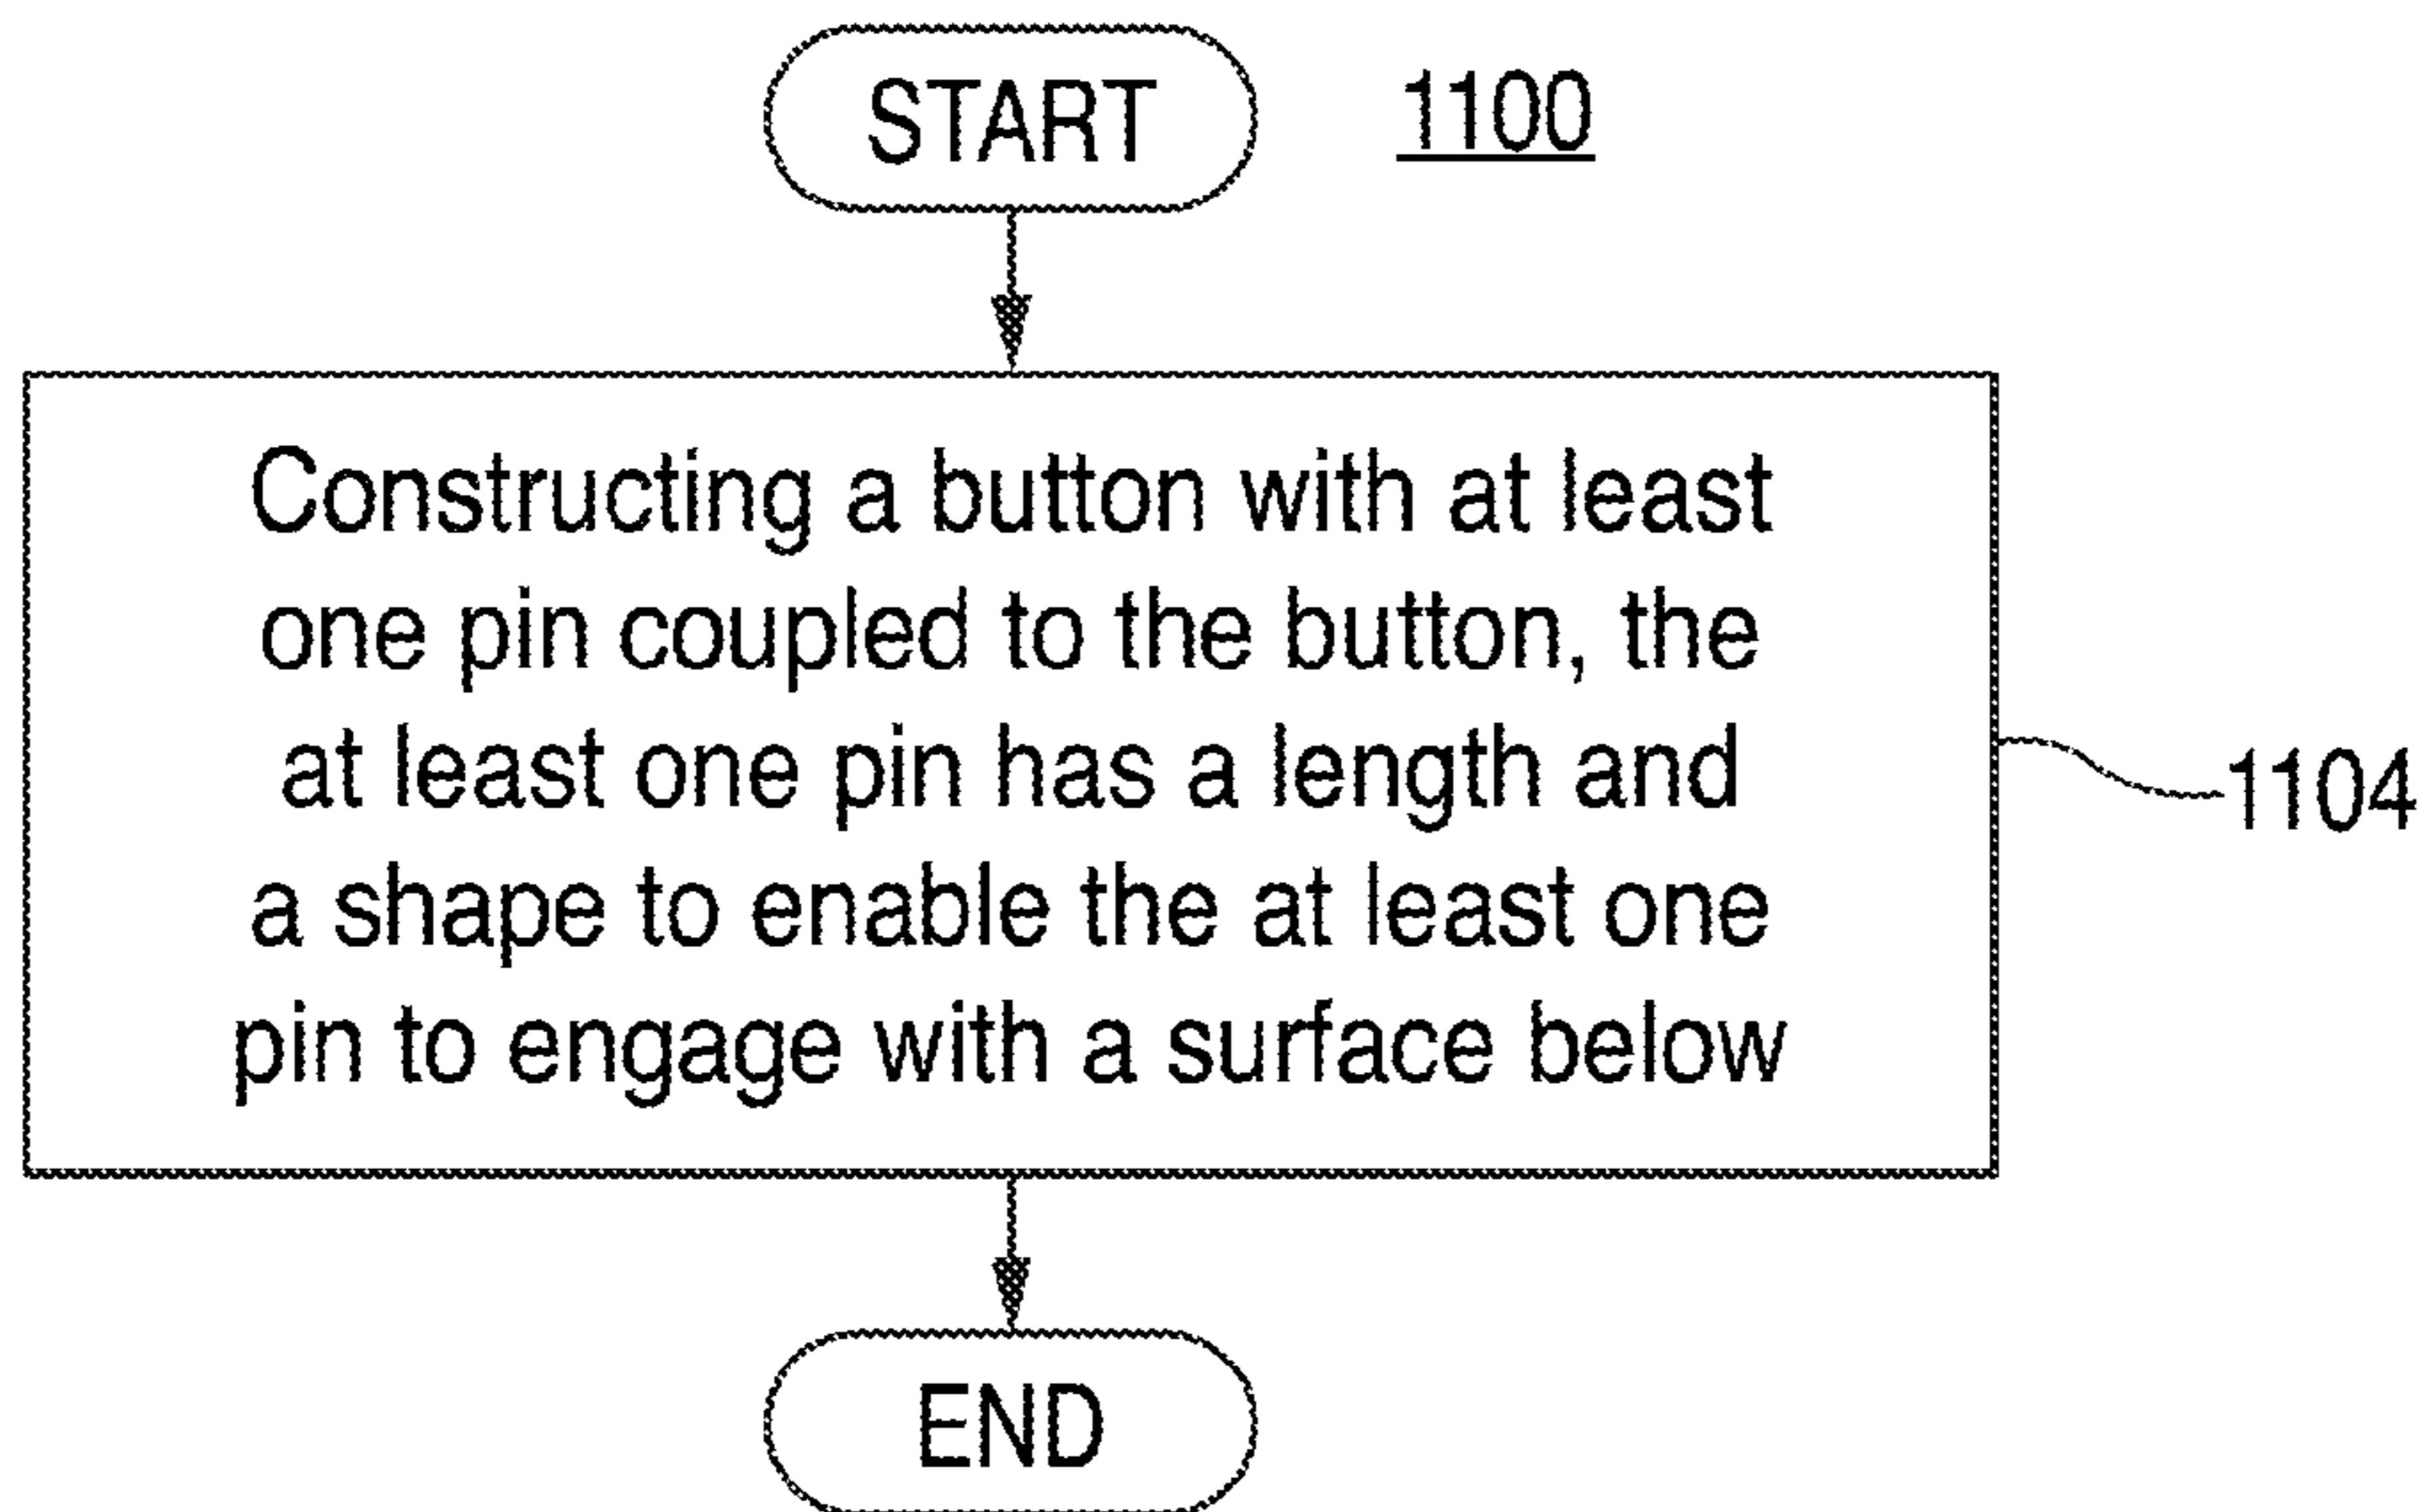 START
1100
Constructing a button with at least
one pin coupled to the button, the
at least one pin has a length and
a shape to enable the at least one
pin to engage with a surface below
1104
END